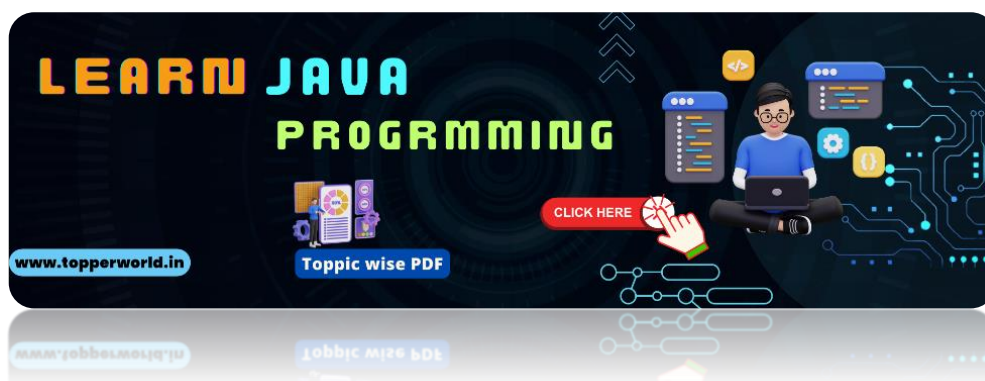 LEARN JAVA
PROGRMMING
CLICK HERE
www.topperworld.in
Toppic wise PDF